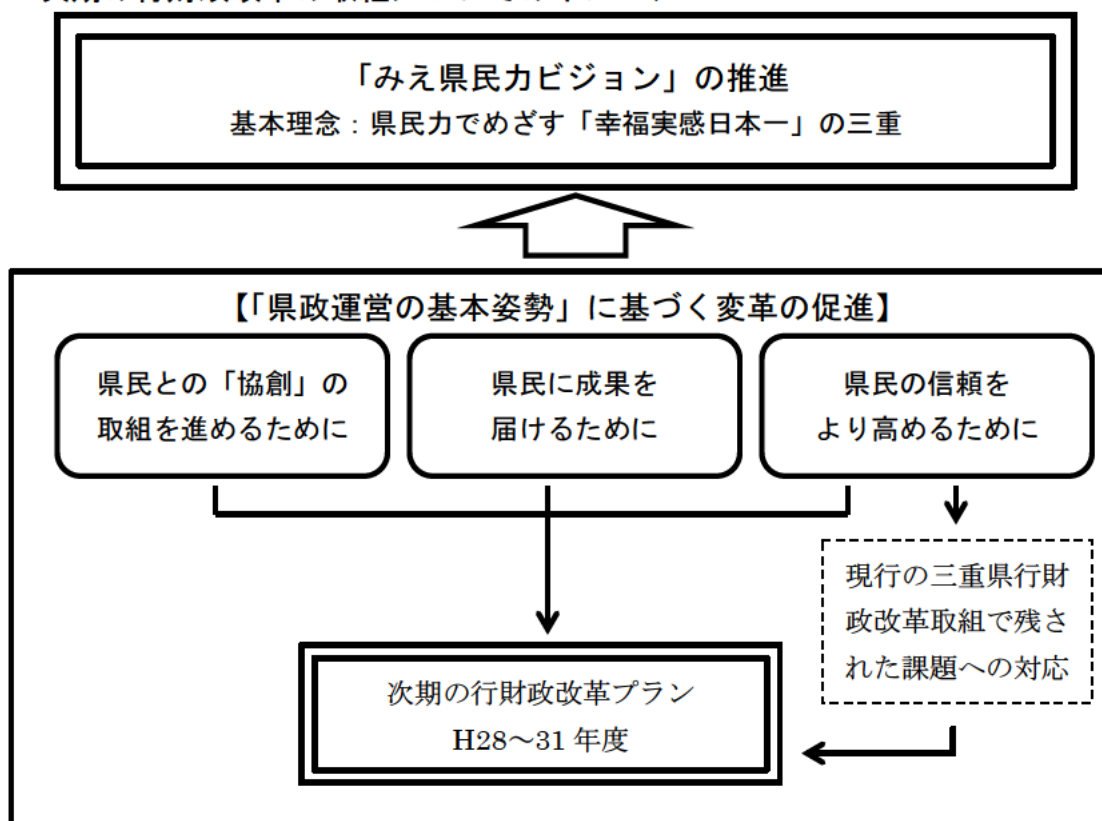 「みえ県民力ビジョン」の推進
基本理念：県民力でめざす「幸福実感日本一」の三重
【「県政運営の基本姿勢」に基づく変革の促進】
県民との「協創」の
取組を進めるために
県民に成果を
届けるために
県民の信頼を
より高めるために
現行の三重県行財
政改革取組で残さ
れた課題への対応
次期の行財政改革プラン
H28～31 年度